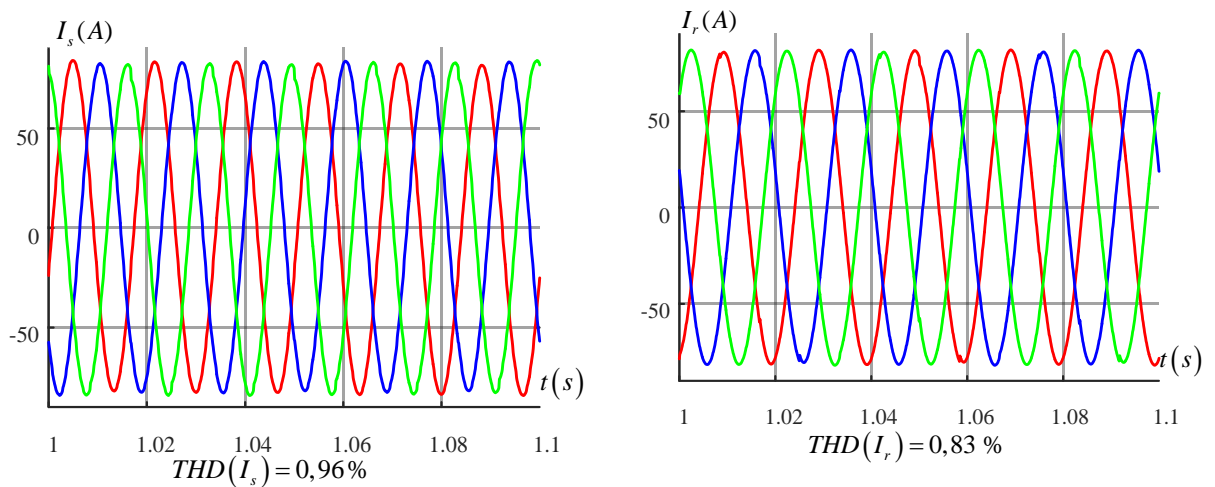 I_s(A)
50
0
-50
t(s)
1 1.02 1.04 1.06 1.08 1.1
THD(I_s)=0,96%
I_r(A)
50
0
-50
t(s)
1 1.02 1.04 1.06 1.08 1.1
THD(I_r)=0,83 %